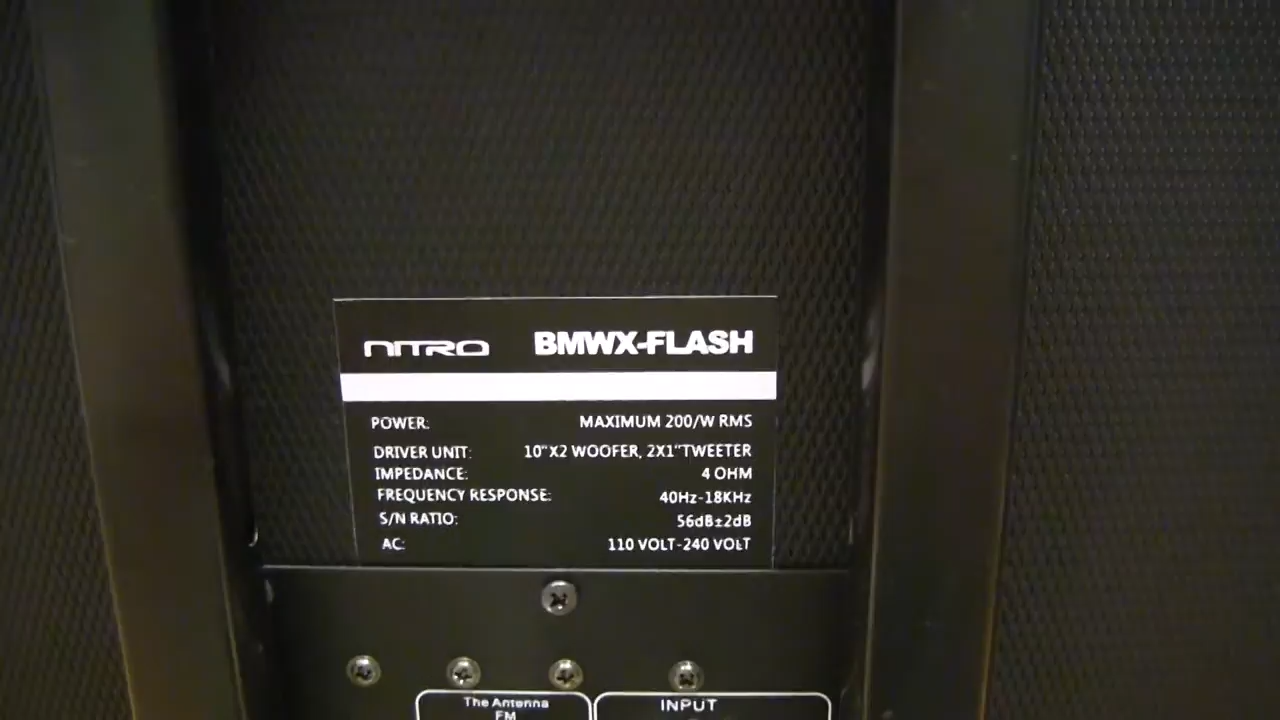 NITRO BMWX-FLASH
POWER: MAXIMUM 200/W RMS
DRIVER UNIT: 10"X2 WOOFER, 2X1"TWEETER
IMPEDANCE: 4 OHM
FREQUENCY RESPONSE: 40Hz-18KHz
S/N RATIO: 56dB±2dB
AC: 110 VOLT-240 VOLT
The Antenna INPUT
FM